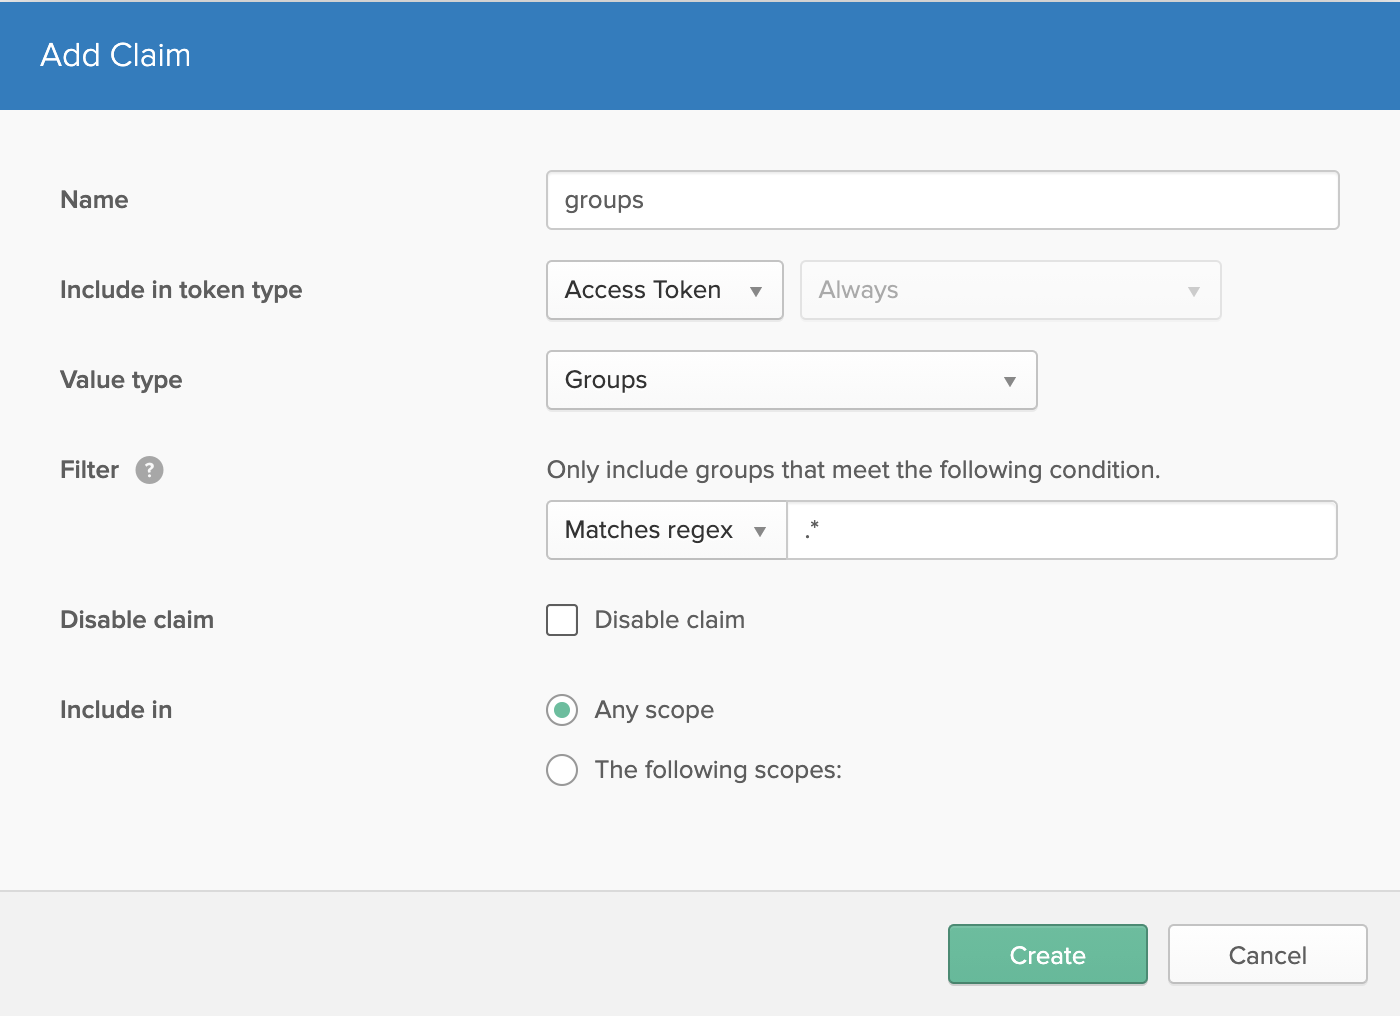 Add Claim
Name
groups
Include in token type
Access Token
Always
Value type
Groups
Filter ?
Only include groups that meet the following condition.
Matches regex
.*
Disable claim
Disable claim
Include in
Any scope
The following scopes:
Create
Cancel